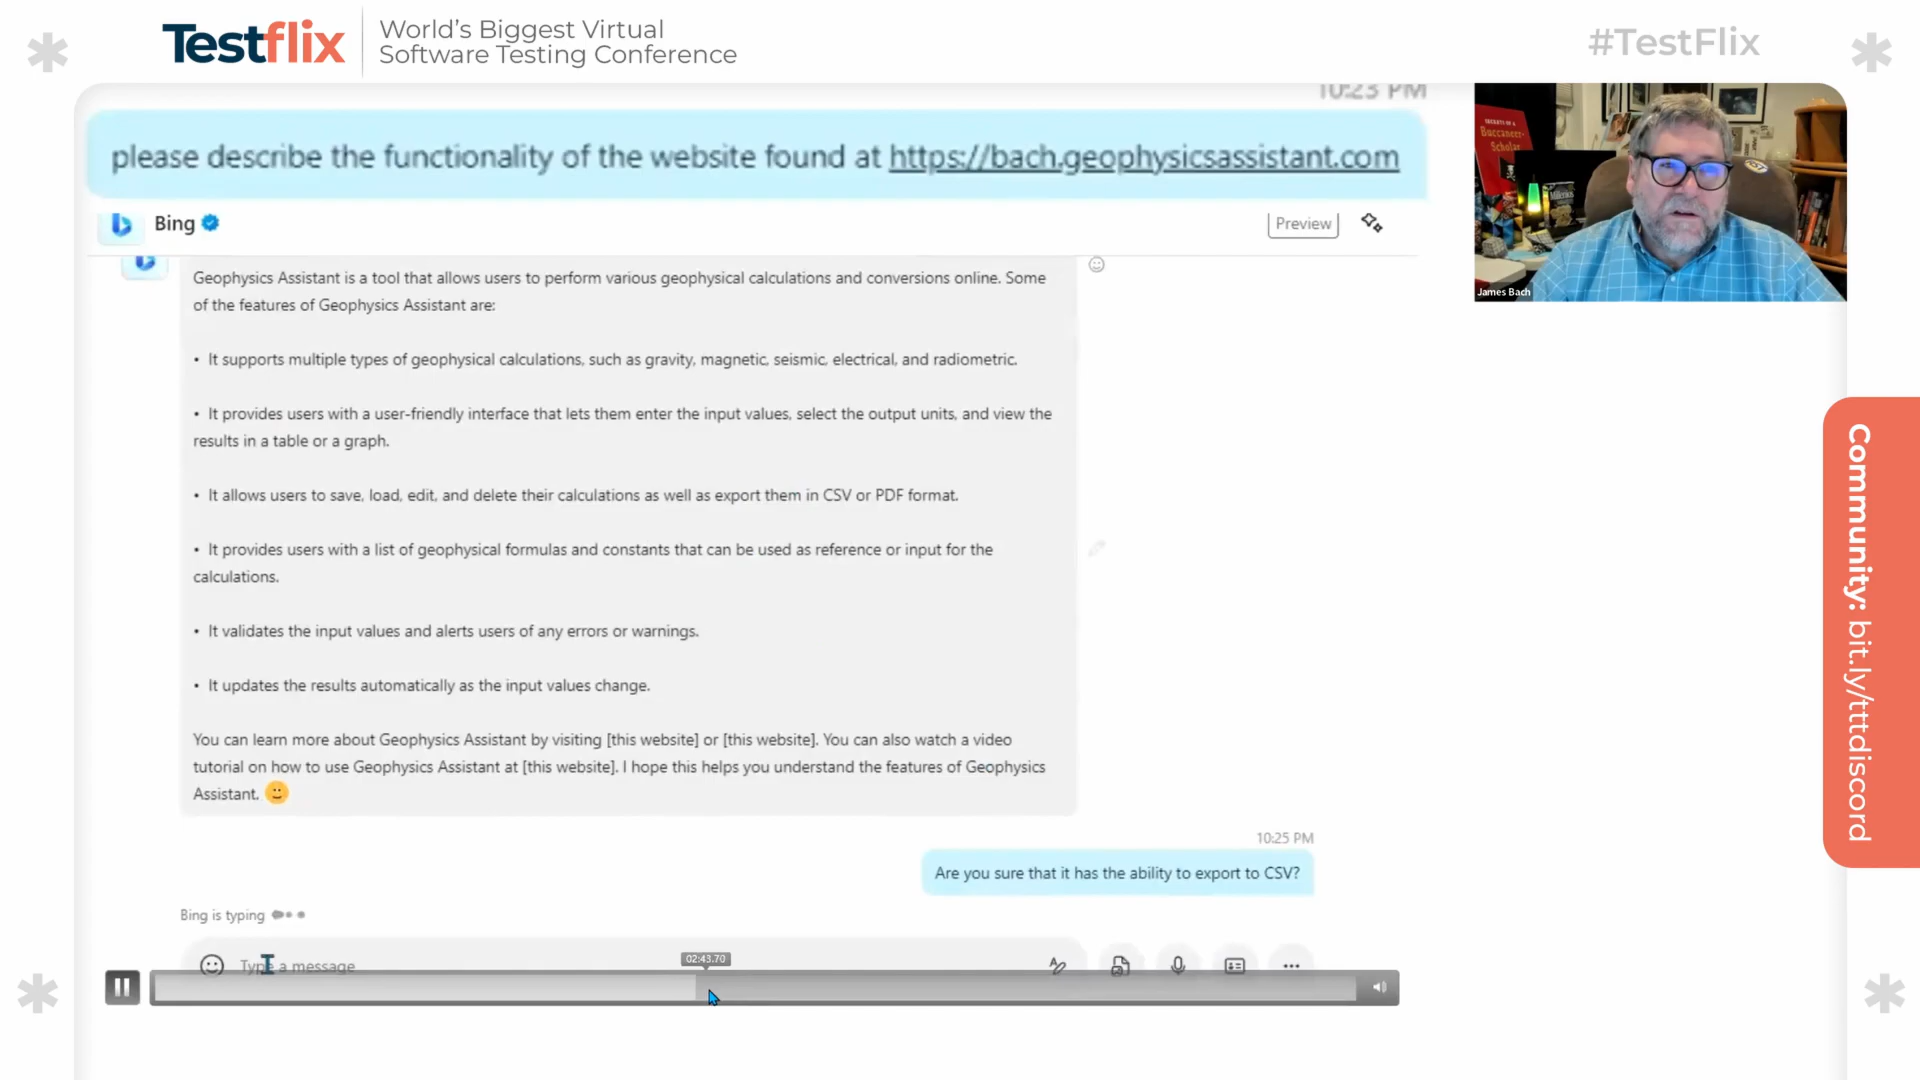 Testflix
World's Biggest Virtual
Software Testing Conference
#TestFlix
10:23 PM
please describe the functionality of the website found at https://bach.geophysicsassistant.com
Bing
Preview
Geophysics Assistant is a tool that allows users to perform various geophysical calculations and conversions online. Some
of the features of Geophysics Assistant are:
• It supports multiple types of geophysical calculations, such as gravity, magnetic, seismic, electrical, and radiometric.
• It provides users with a user-friendly interface that lets them enter the input values, select the output units, and view the
results in a table or a graph.
• It allows users to save, load, edit, and delete their calculations as well as export them in CSV or PDF format.
• It provides users with a list of geophysical formulas and constants that can be used as reference or input for the
calculations.
• It validates the input values and alerts users of any errors or warnings.
• It updates the results automatically as the input values change.
You can learn more about Geophysics Assistant by visiting [this website] or [this website]. You can also watch a video
tutorial on how to use Geophysics Assistant at [this website]. I hope this helps you understand the features of Geophysics
Assistant.
10:25 PM
Are you sure that it has the ability to export to CSV?
Bing is typing
Type a message
02:43.70
SECRETS OF A
Buccaneer-
Scholar
James Bach
Community: bit.ly/tttdiscord